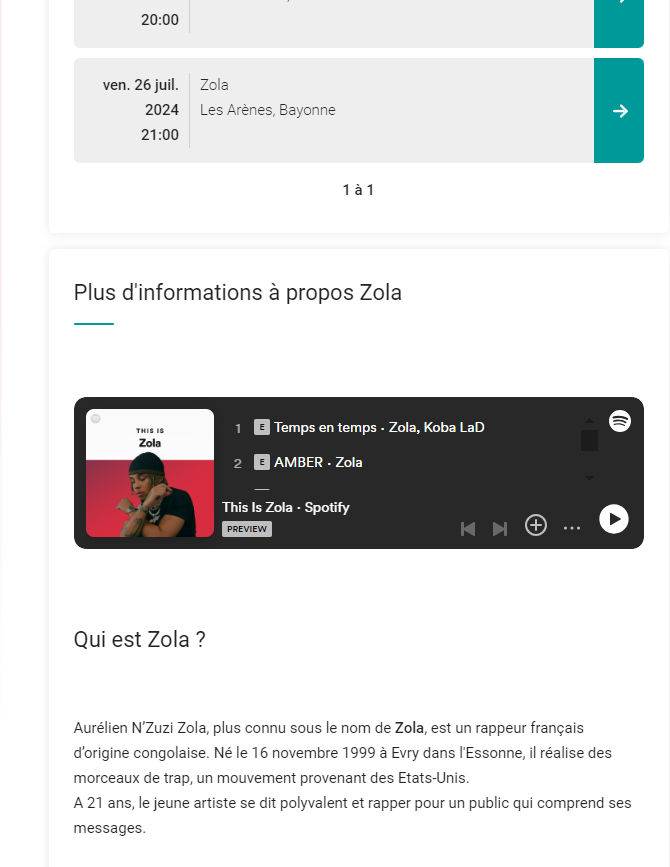 20:00
ven. 26 juil.
2024
21:00
Zola
Les Arènes, Bayonne
1 à 1
Plus d'informations à propos Zola
THIS IS
Zola
1 E Temps en temps · Zola, Koba LaD
2 E AMBER · Zola
This Is Zola · Spotify
PREVIEW
Qui est Zola ?
Aurélien N’Zuzi Zola, plus connu sous le nom de Zola, est un rappeur français
d’origine congolaise. Né le 16 novembre 1999 à Evry dans l'Essonne, il réalise des
morceaux de trap, un mouvement provenant des Etats-Unis.
A 21 ans, le jeune artiste se dit polyvalent et rapper pour un public qui comprend ses
messages.